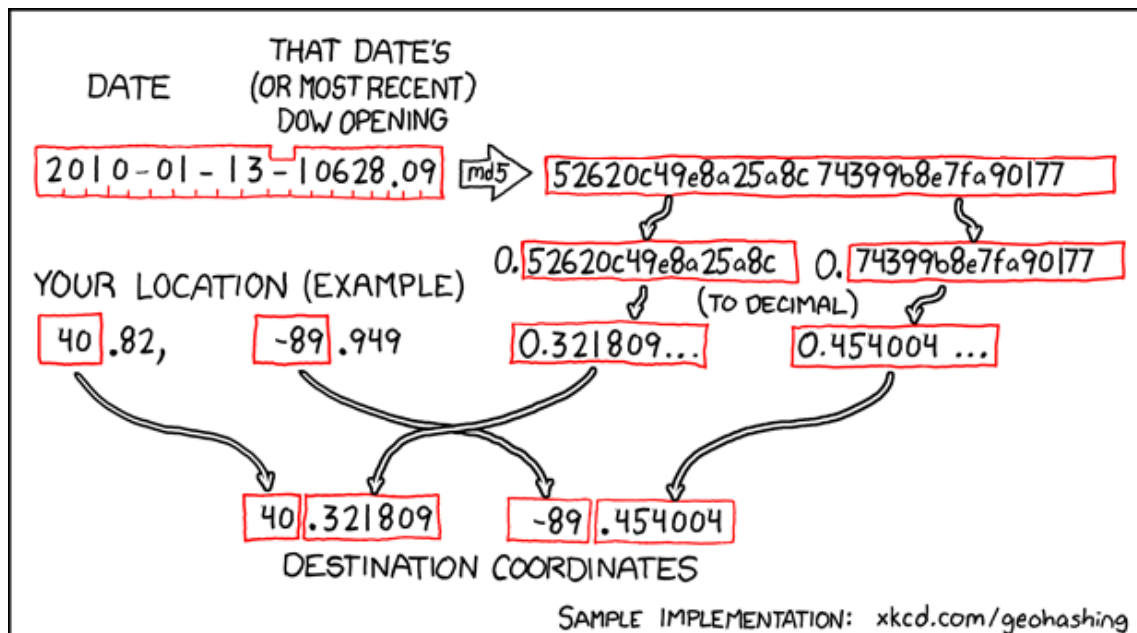 DATE
THAT DATE'S
(OR MOST RECENT)
DOW OPENING
2010-01-13-10628.09
md5
52620c49e8a25a8c74399b8e7fa90177
0.52620c49e8a25a8c
0.74399b8e7fa90177
YOUR LOCATION (EXAMPLE)
(TO DECIMAL)
40.82,
-89.949
0.321809...
0.454004...
40.321809
-89.454004
DESTINATION COORDINATES
SAMPLE IMPLEMENTATION: xkcd.com/geohashing